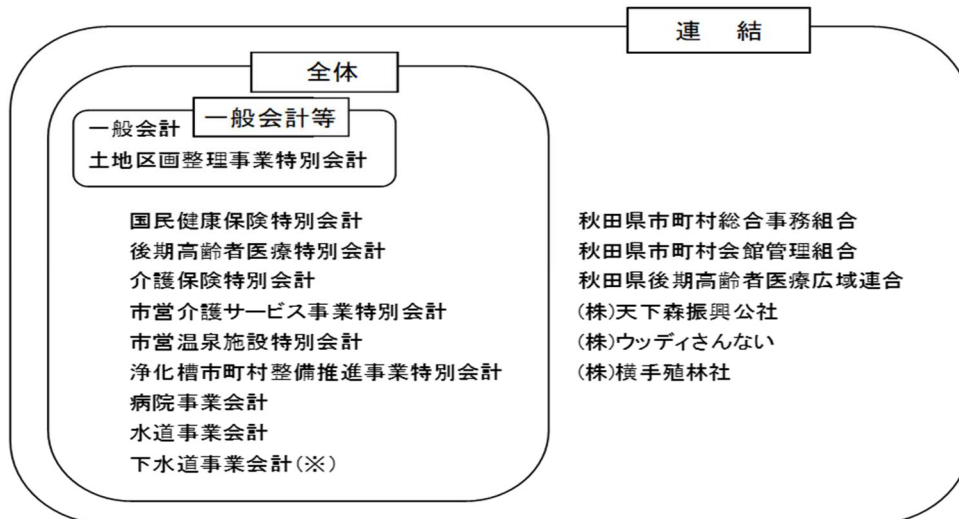 連 結
全体
一般会計等
一般会計
土地区画整理事業特別会計
国民健康保険特別会計
後期高齢者医療特別会計
介護保険特別会計
市営介護サービス事業特別会計
市営温泉施設特別会計
浄化槽市町村整備推進事業特別会計
病院事業会計
水道事業会計
下水道事業会計(※)
秋田県市町村総合事務組合
秋田県市町村会館管理組合
秋田県後期高齢者医療広域連合
(株)天下森振興公社
(株)ウッディさんない
(株)横手殖林社